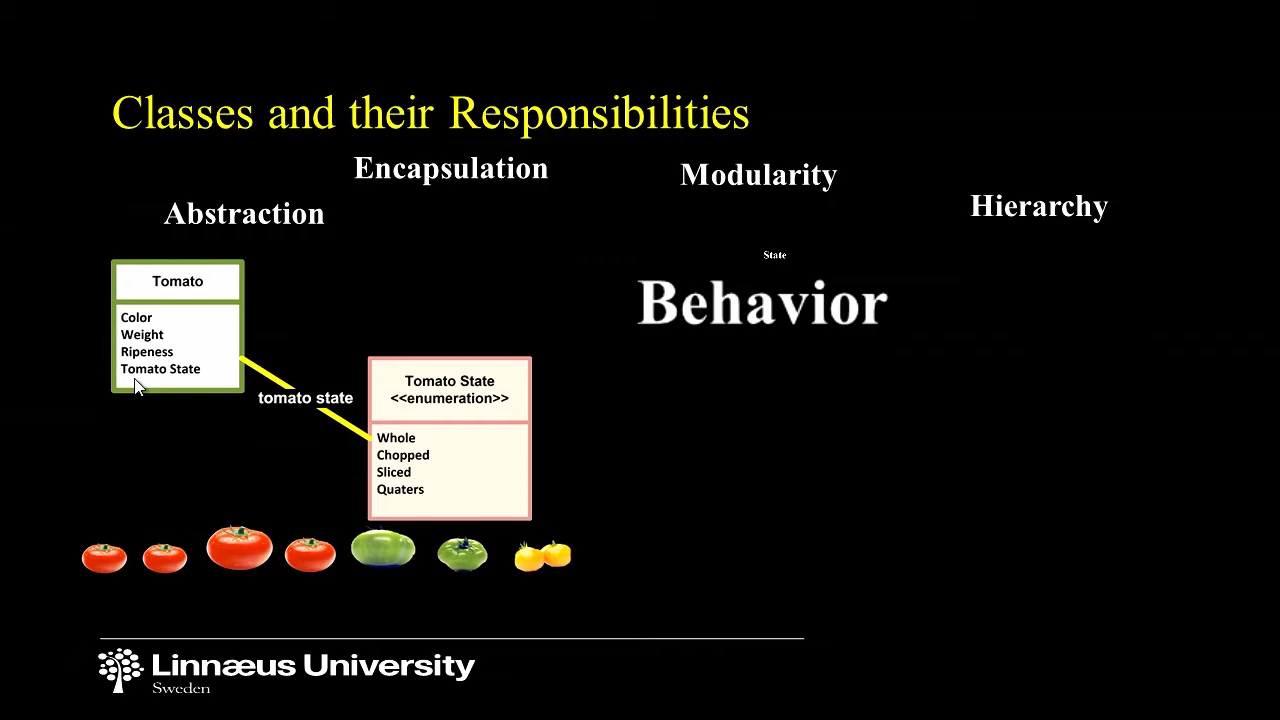 Classes and their Responsibilities
Encapsulation
Modularity
Hierarchy
Abstraction
State
Behavior
Tomato
Color
Weight
Ripeness
Tomato State
tomato state
Tomato State
<<enumeration>>
Whole
Chopped
Sliced
Quaters
Linnæus University
Sweden